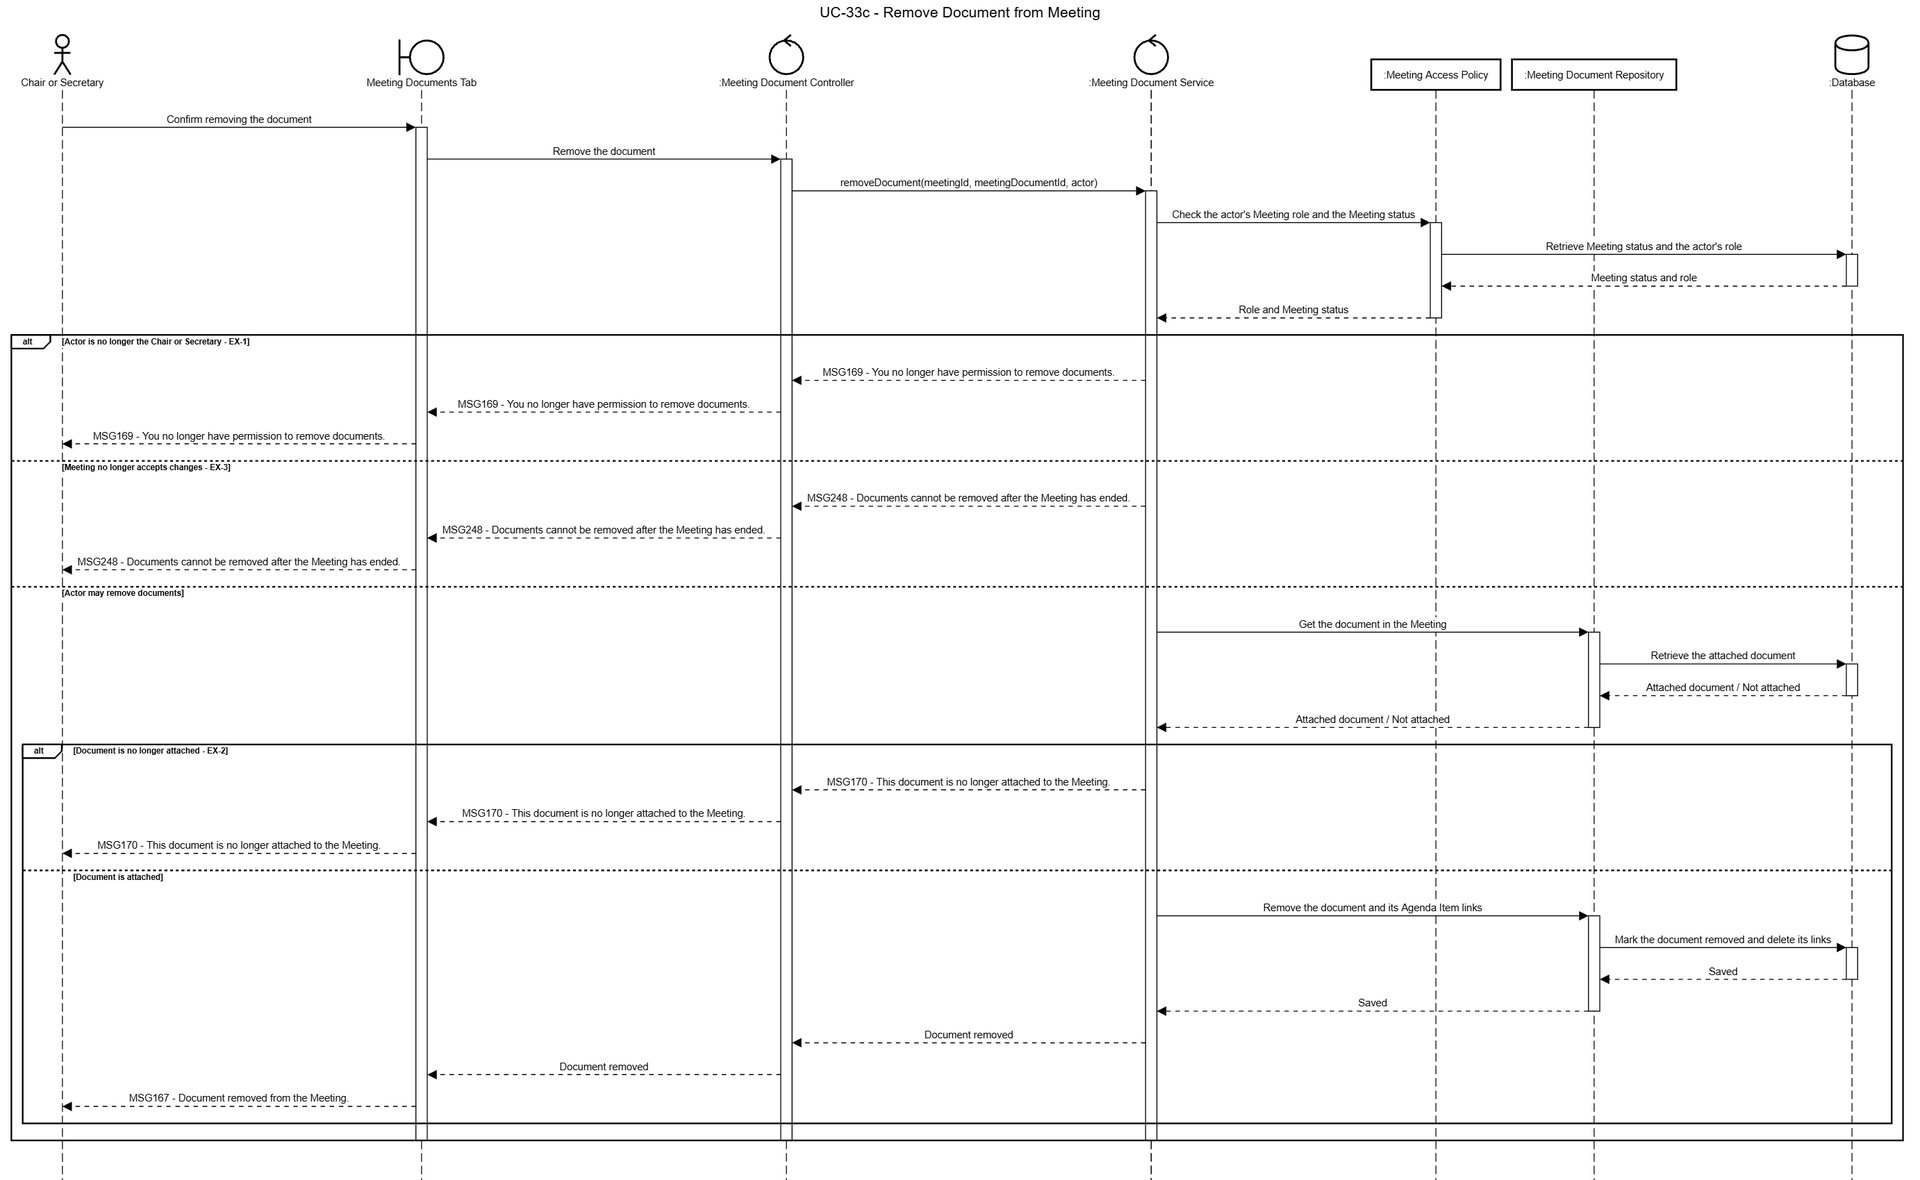 UC-33c - Remove Document from Meeting
Chair or Secretary
Meeting Documents Tab
:Meeting Document Controller
:Meeting Document Service
:Meeting Access Policy
:Meeting Document Repository
:Database
Confirm removing the document
Remove the document
removeDocument(meetingId, meetingDocumentId, actor)
Check the actor's Meeting role and the Meeting status
Retrieve Meeting status and the actor's role
Meeting status and role
Role and Meeting status
alt [Actor is no longer the Chair or Secretary - EX-1]
MSG169 - You no longer have permission to remove documents.
MSG169 - You no longer have permission to remove documents.
MSG169 - You no longer have permission to remove documents.
[Meeting no longer accepts changes - EX-3]
MSG248 - Documents cannot be removed after the Meeting has ended.
MSG248 - Documents cannot be removed after the Meeting has ended.
MSG248 - Documents cannot be removed after the Meeting has ended.
[Actor may remove documents]
Get the document in the Meeting
Retrieve the attached document
Attached document / Not attached
Attached document / Not attached
alt [Document is no longer attached - EX-2]
MSG170 - This document is no longer attached to the Meeting.
MSG170 - This document is no longer attached to the Meeting.
MSG170 - This document is no longer attached to the Meeting.
[Document is attached]
Remove the document and its Agenda Item links
Mark the document removed and delete its links
Saved
Saved
Document removed
Document removed
MSG167 - Document removed from the Meeting.